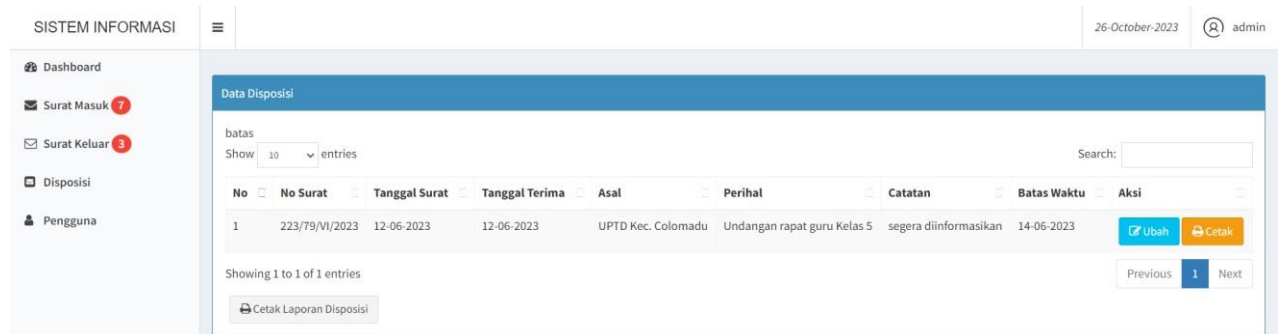 SISTEM INFORMASI
26-October-2023 admin
Dashboard
Surat Masuk 7
Surat Keluar 3
Disposisi
Pengguna
Data Disposisi
batas
Show 10 entries Search:
No No Surat Tanggal Surat Tanggal Terima Asal Perihal Catatan Batas Waktu Aksi
1 223/79/VI/2023 12-06-2023 12-06-2023 UPTD Kec. Colomadu Undangan rapat guru Kelas 5 segera diinformasikan 14-06-2023 Ubah Cetak
Showing 1 to 1 of 1 entries Previous 1 Next
Cetak Laporan Disposisi